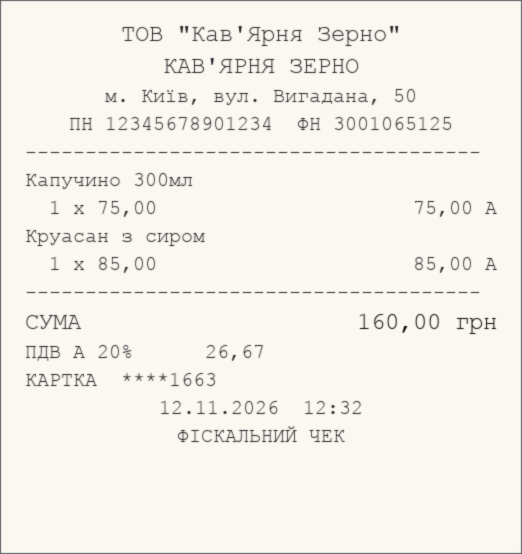 ТОВ "Кав'Ярня Зерно"
КАВ'ЯРНЯ ЗЕРНО
м. Київ, вул. Вигадана, 50
ПН 12345678901234 ФН 3001065125
---------------------------------------
Капучино 300мл
1 x 75,00 75,00 А
Круасан з сиром
1 x 85,00 85,00 А
---------------------------------------
СУМА 160,00 грн
ПДВ А 20% 26,67
КАРТКА ****1663
12.11.2026 12:32
ФІСКАЛЬНИЙ ЧЕК